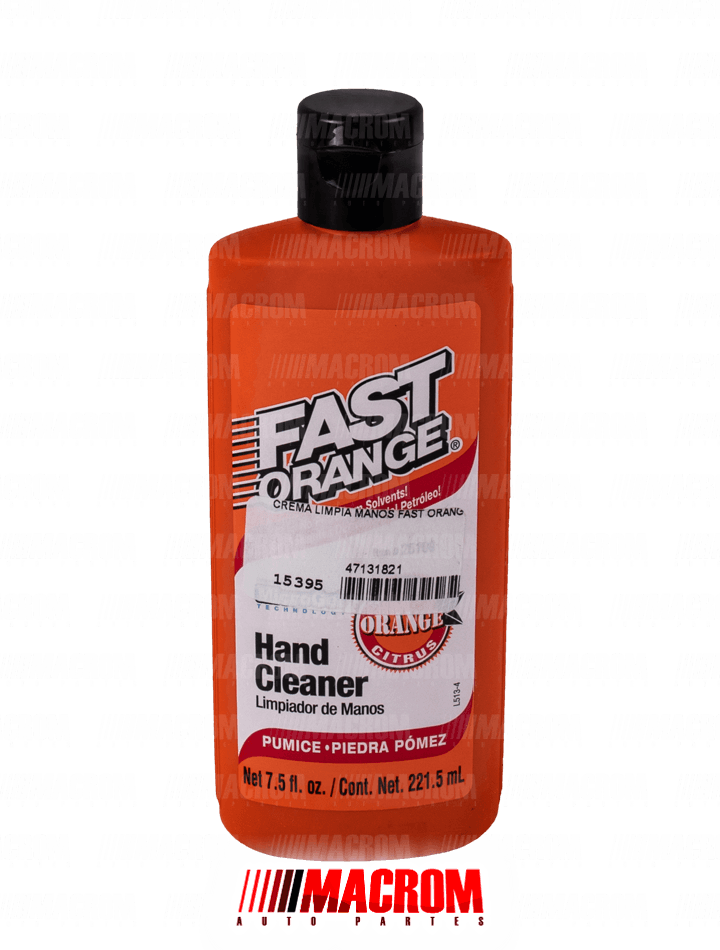 FAST
ORANGE®
Solvents!
Petróleo!
CREMA LIMPIA MANOS FAST ORANG
47131821
15395
TECHNOLOG
ORANGE
CITRUS
Hand
Cleaner
Limpiador de Manos
L513-4
PUMICE • PIEDRA PÓMEZ
Net 7.5 fl. oz. / Cont. Net. 221.5 mL
MACROM
AUTO PARTES